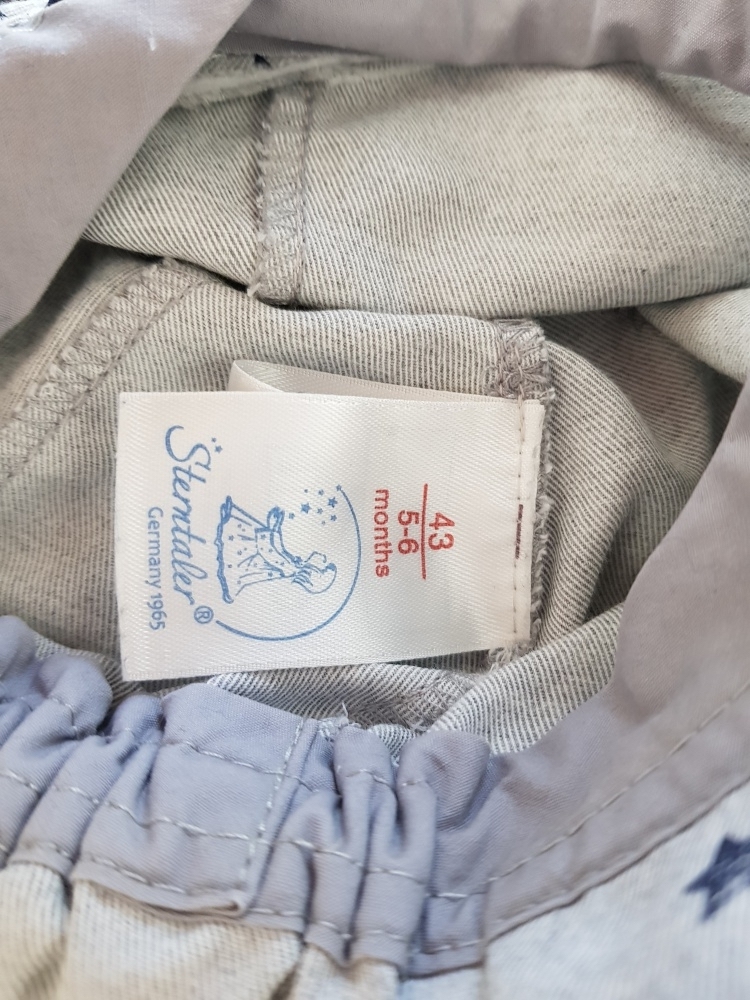 43
5-6
months
Sterntaler®
Germany 1965